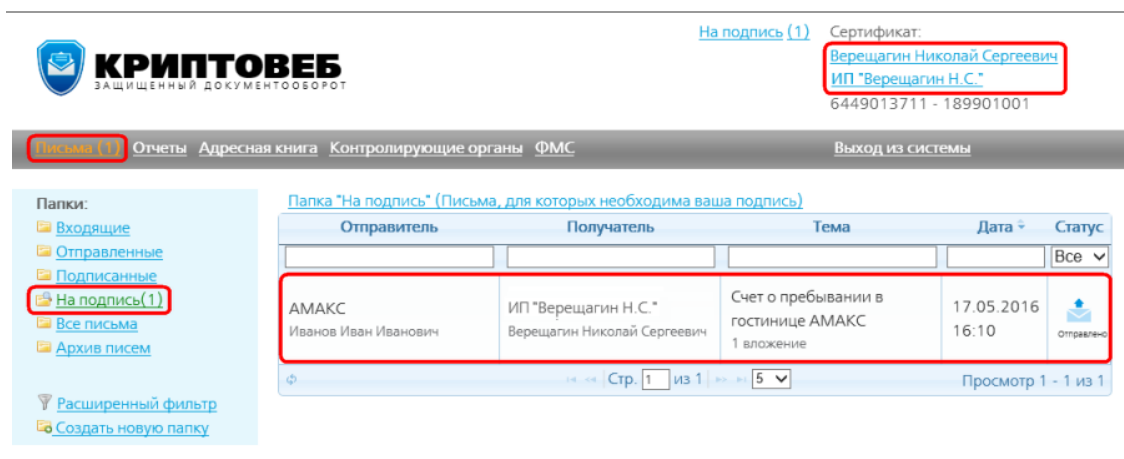 На подпись (1)
Сертификат:
Верещагин Николай Сергеевич
ИП "Верещагин Н.С."
6449013711 - 189901001
КРИПТОВЕБ
ЗАЩИЩЕННЫЙ ДОКУМЕНТООБОРОТ
Письма (1) Отчеты Адресная книга Контролирующие органы ФМС Выход из системы
Папки:
Входящие
Отправленные
Подписанные
На подпись(1)
Все письма
Архив писем
Расширенный фильтр
Создать новую папку
Папка "На подпись" (Письма, для которых необходима ваша подпись)
Отправитель Получатель Тема Дата Статус
Все
АМАКС
Иванов Иван Иванович
ИП "Верещагин Н.С."
Верещагин Николай Сергеевич
Счет о пребывании в
гостинице АМАКС
1 вложение
17.05.2016
16:10
Отправлено
Стр. 1 из 1 5 Просмотр 1 - 1 из 1